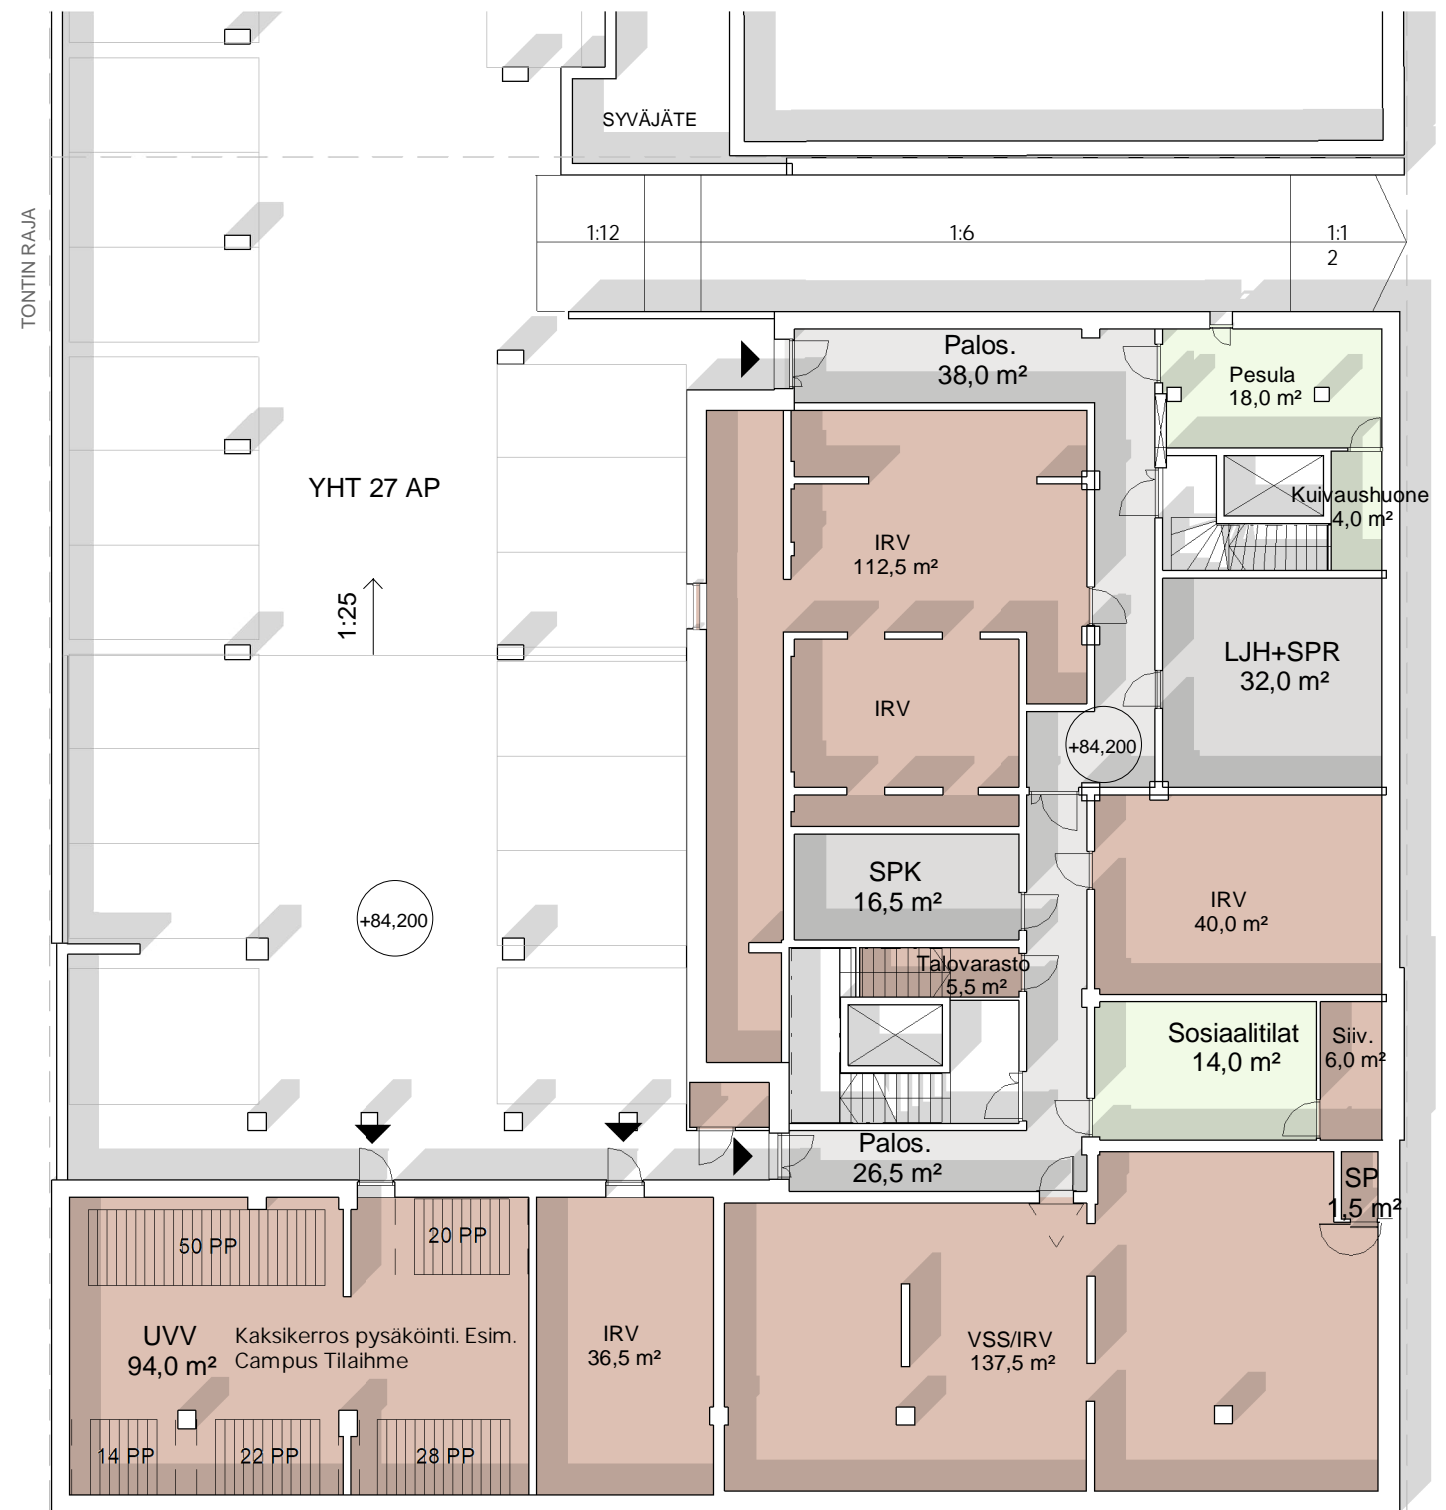 SYVÄJÄTE
TONTIN RAJA
1:12
1:6
1:1
2
Palos.
38,0 m²
Pesula
18,0 m²
YHT 27 AP
Kuivaushuone
4,0 m²
IRV
112,5 m²
1:25
LJH+SPR
32,0 m²
IRV
+84,200
SPK
16,5 m²
IRV
40,0 m²
+84,200
Talovarasto
5,5 m²
Sosiaalitilat
14,0 m²
Siiv.
6,0 m²
Palos.
26,5 m²
SP
1,5 m²
50 PP
20 PP
UVV
94,0 m²
Kaksikerros pysäköinti. Esim.
Campus Tilaihme
IRV
36,5 m²
VSS/IRV
137,5 m²
14 PP
22 PP
28 PP